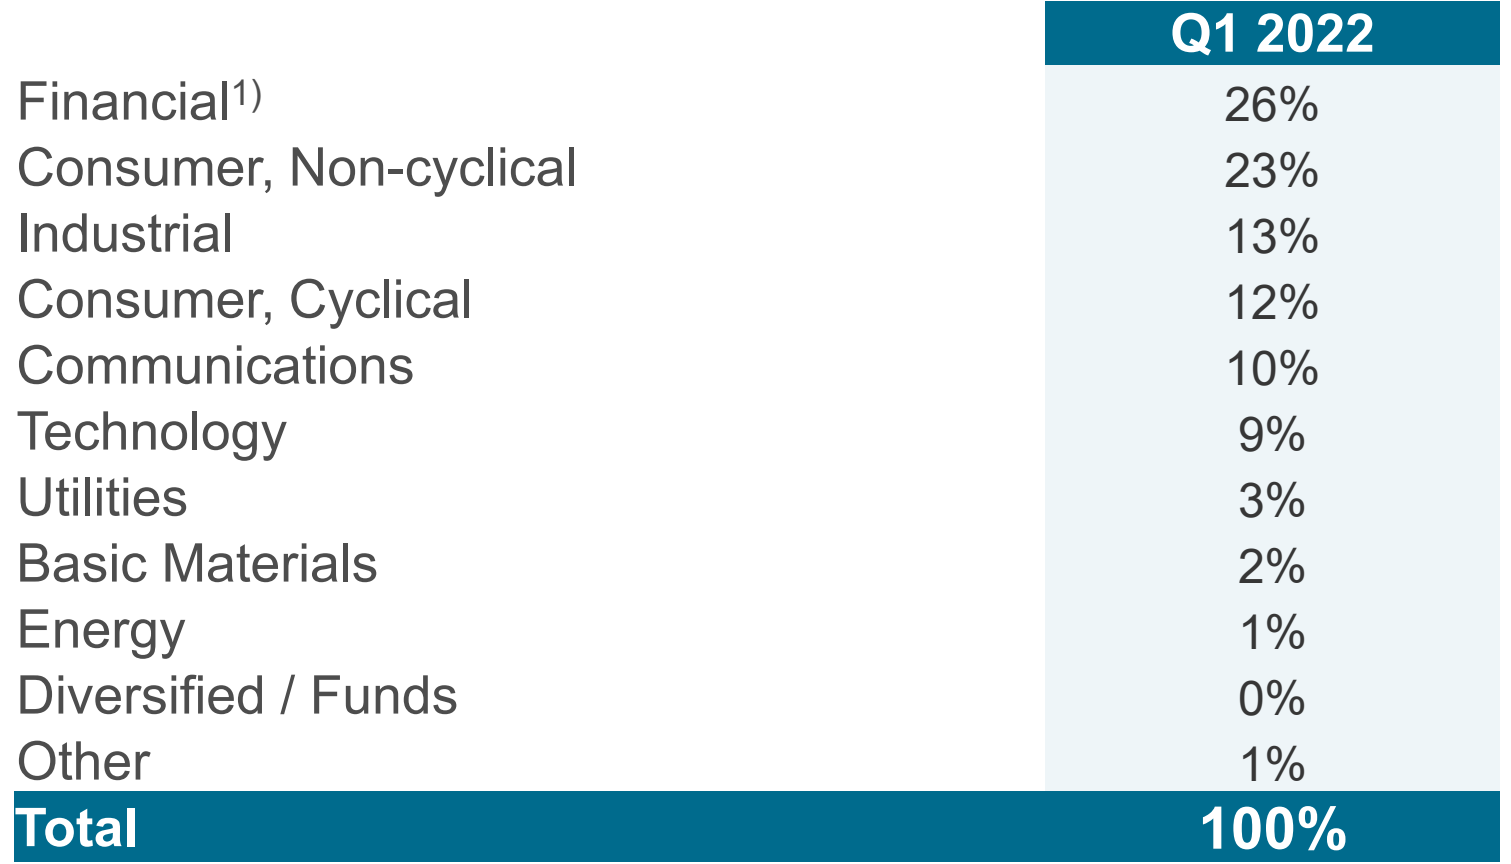 Q1 2022
Financial1) 26%
Consumer, Non-cyclical 23%
Industrial 13%
Consumer, Cyclical 12%
Communications 10%
Technology 9%
Utilities 3%
Basic Materials 2%
Energy 1%
Diversified / Funds 0%
Other 1%
Total 100%